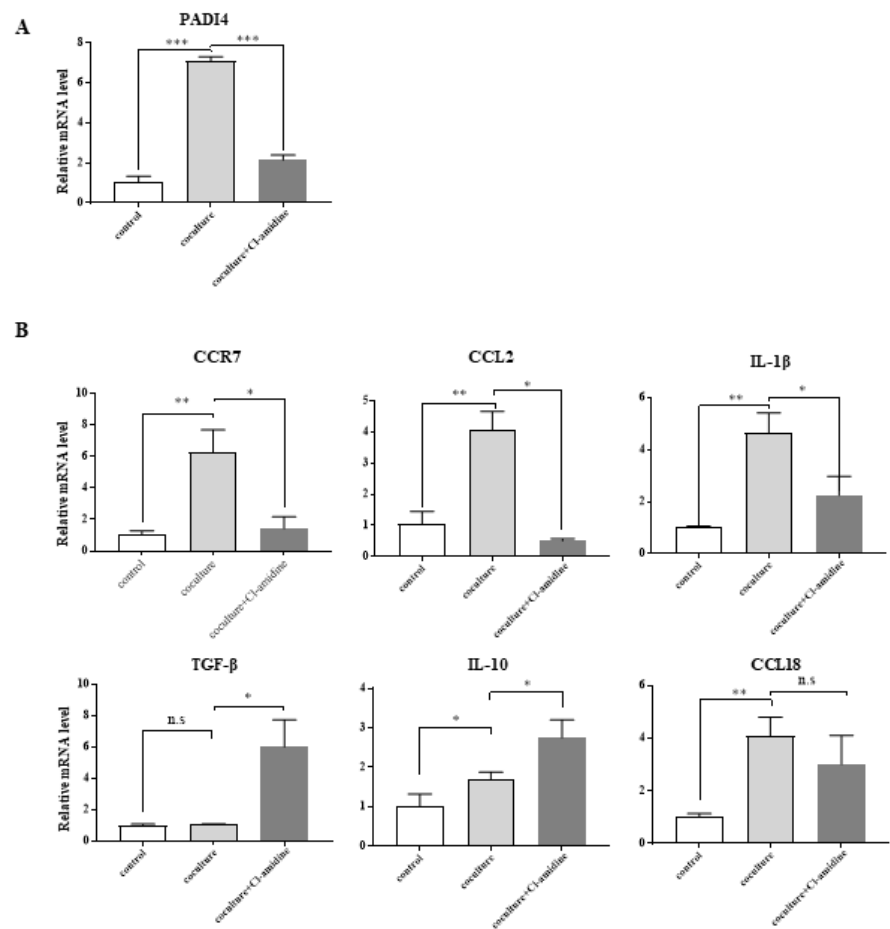 A
PADI4
*** ***
Relative mRNA level
8
6
4
2
0
control
coculture
coculture+Cl-amidine
B
CCR7
** *
Relative mRNA level
10
8
6
4
2
0
control
coculture
coculture+Cl-amidine
CCL2
** *
5
4
3
2
1
0
control
coculture
coculture+Cl-amidine
IL-1β
** *
6
4
2
0
control
coculture
coculture+Cl-amidine
TGF-β
n.s *
Relative mRNA level
10
8
6
4
2
0
control
coculture
coculture+Cl-amidine
IL-10
* *
4
3
2
1
0
control
coculture
coculture+Cl-amidine
CCL18
** n.s
6
4
2
0
control
coculture
coculture+Cl-amidine